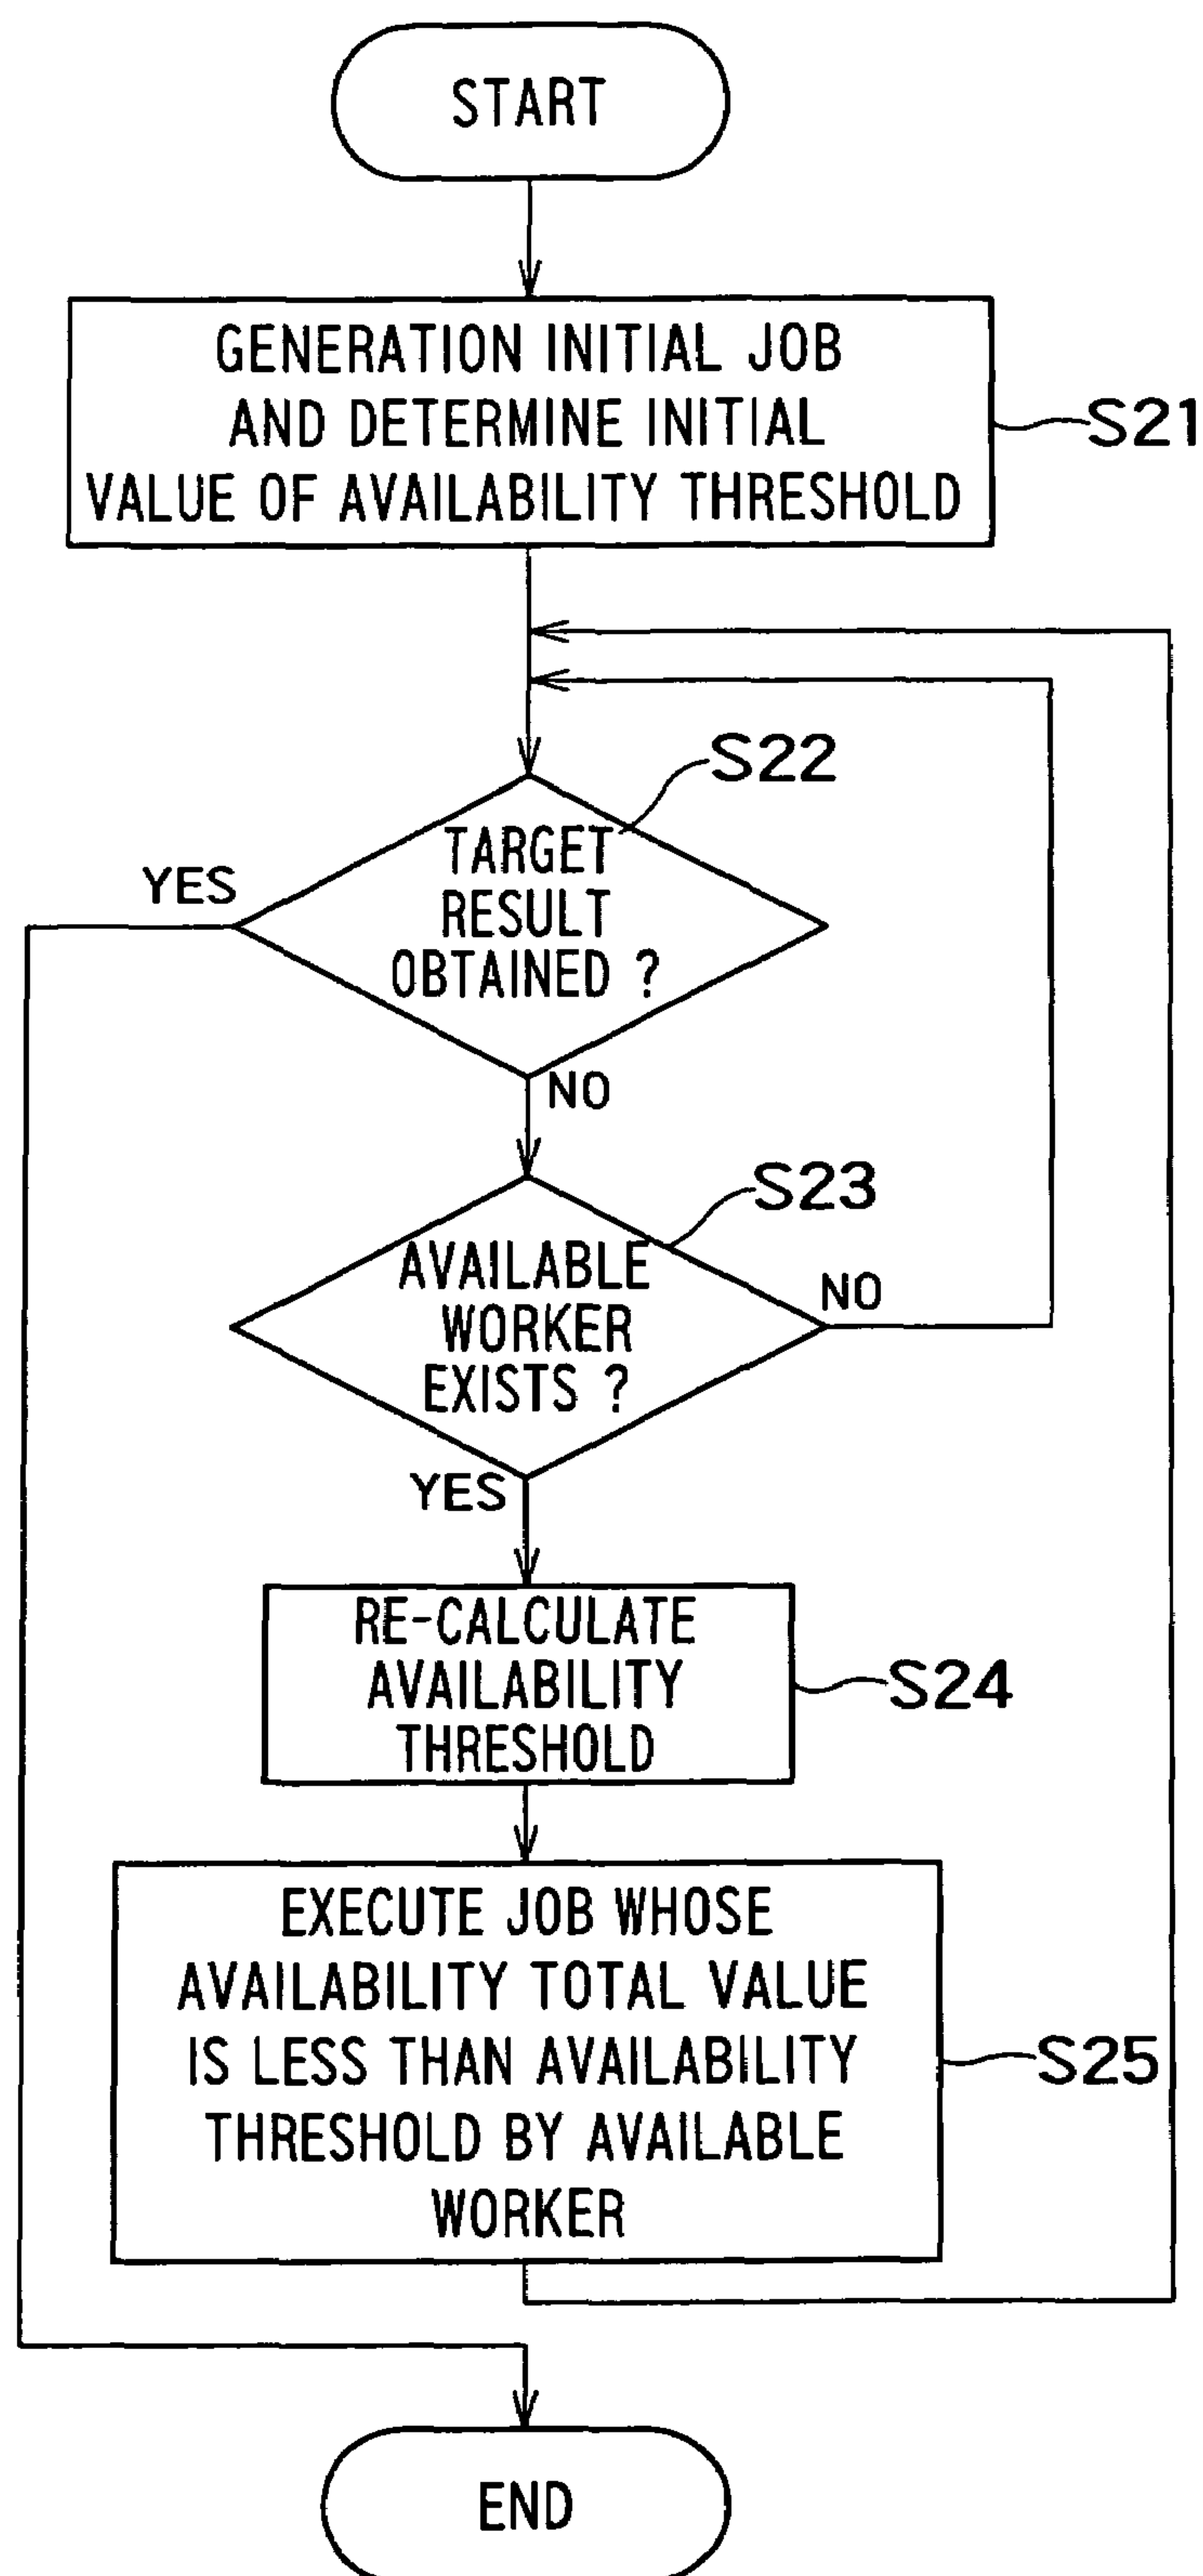 START
GENERATION INITIAL JOB
AND DETERMINE INITIAL
VALUE OF AVAILABILITY THRESHOLD
S21
S22
TARGET
RESULT
OBTAINED ?
YES
NO
S23
AVAILABLE
WORKER
EXISTS ?
NO
YES
RE-CALCULATE
AVAILABILITY
THRESHOLD
S24
EXECUTE JOB WHOSE
AVAILABILITY TOTAL VALUE
IS LESS THAN AVAILABILITY
THRESHOLD BY AVAILABLE
WORKER
S25
END